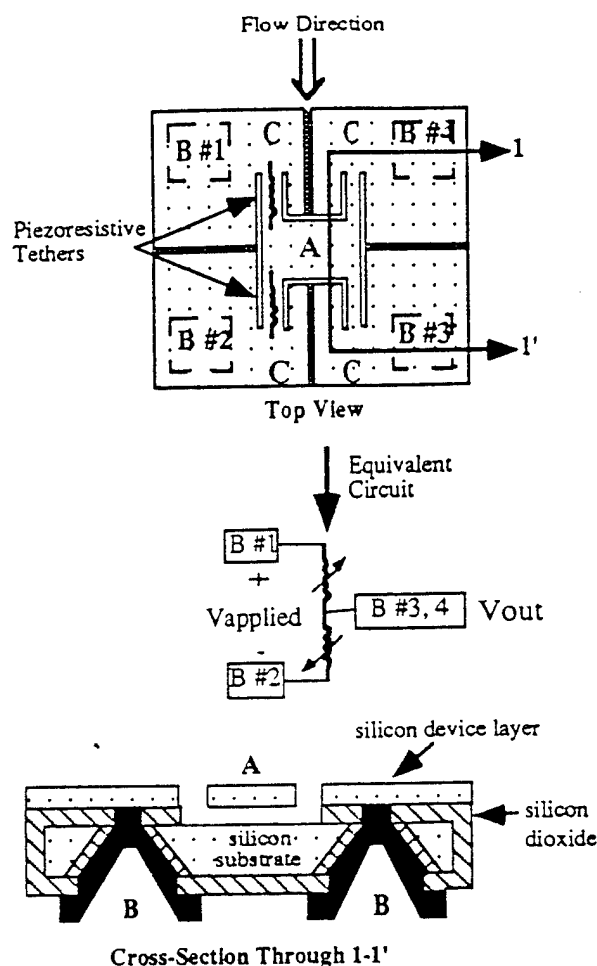 Flow Direction
B #1
C
C
B #4
1
Piezoresistive
Tethers
A
B #2
B #3
1'
C
C
Top View
Equivalent
Circuit
B #1
+
Vapplied
B #3, 4
Vout
-
B #2
silicon device layer
A
silicon
dioxide
silicon
substrate
B
B
Cross-Section Through 1-1'